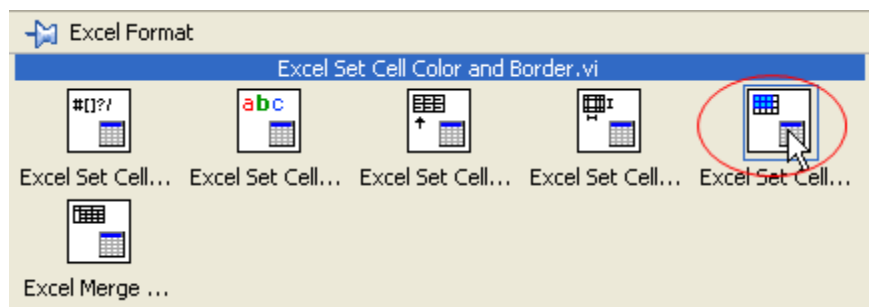 Excel Format
Excel Set Cell Color and Border.vi
#[]?/
abc
Excel Set Cell... Excel Set Cell... Excel Set Cell... Excel Set Cell... Excel Set Cell...
Excel Merge ...